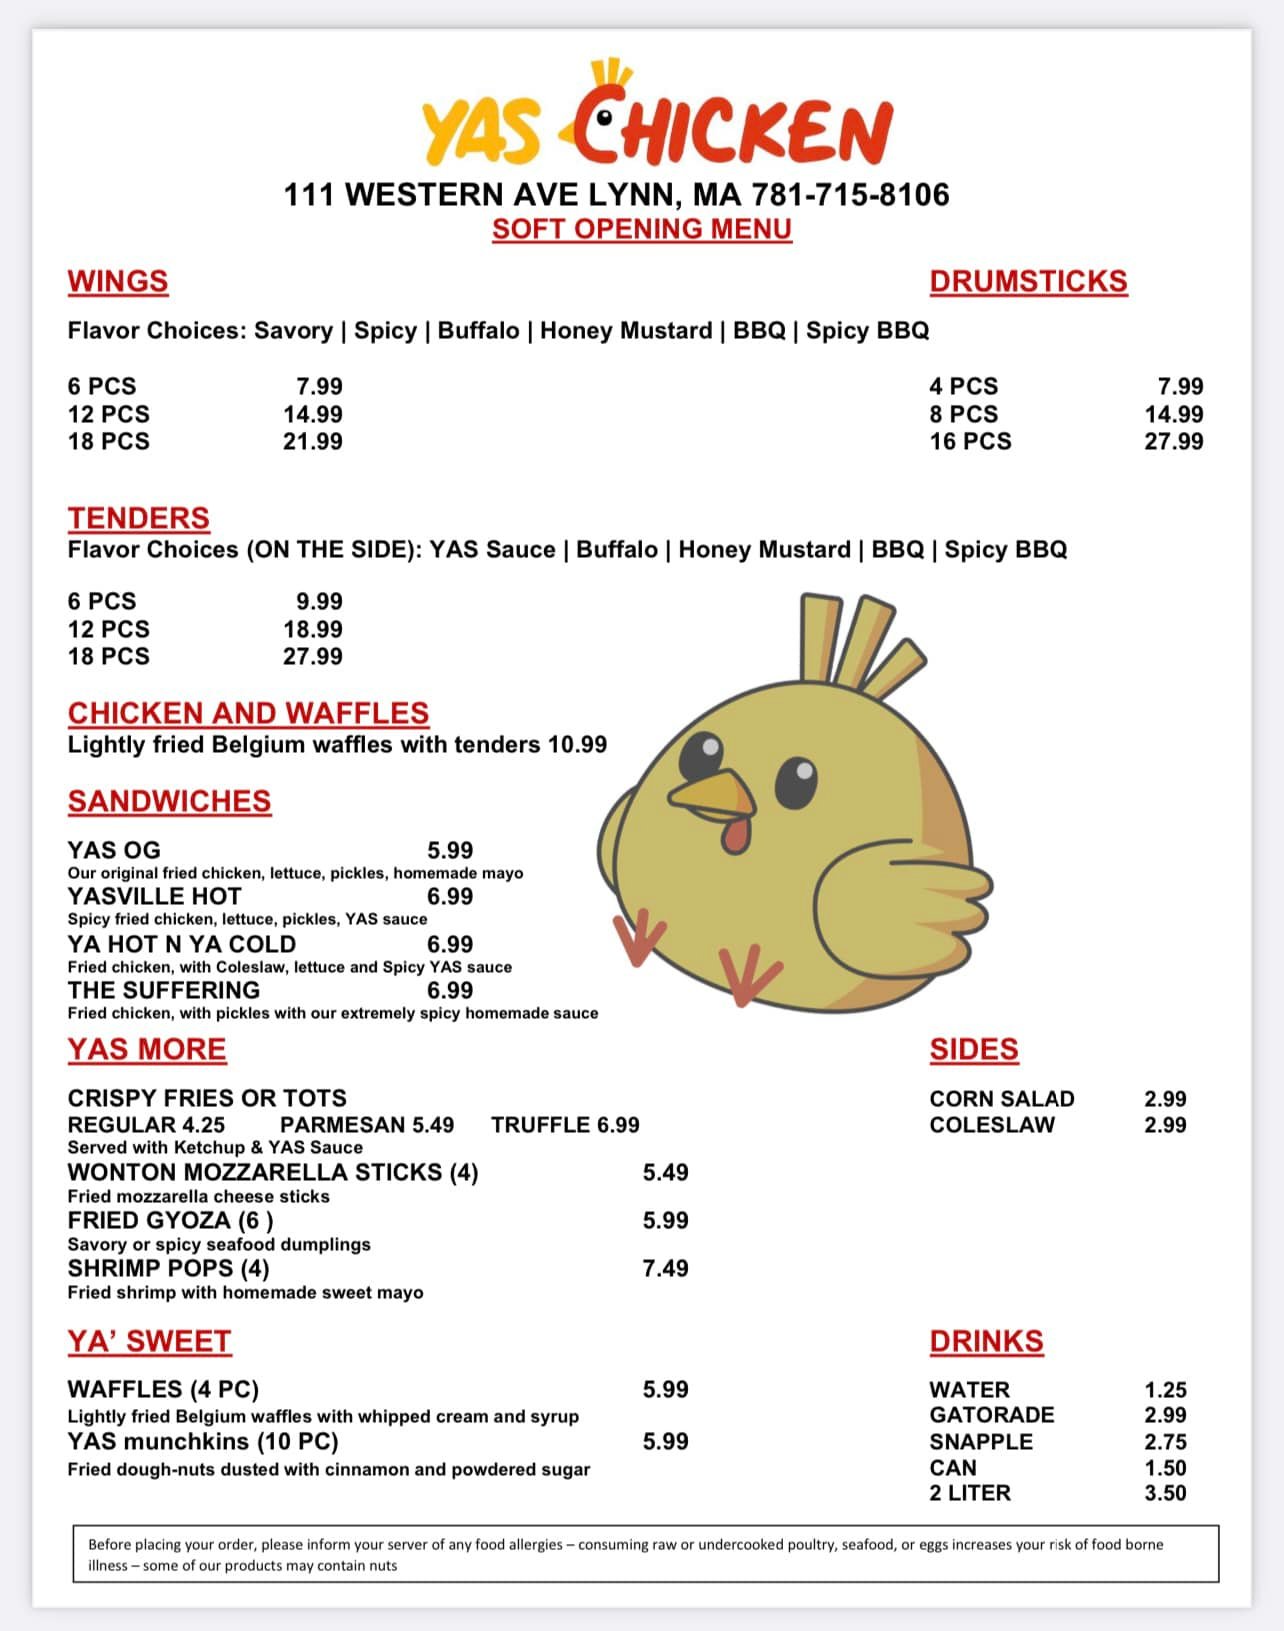 YAS CHICKEN
111 WESTERN AVE LYNN, MA 781-715-8106
SOFT OPENING MENU
WINGS
DRUMSTICKS
Flavor Choices: Savory | Spicy | Buffalo | Honey Mustard | BBQ | Spicy BBQ
6 PCS 7.99
12 PCS 14.99
18 PCS 21.99
4 PCS 7.99
8 PCS 14.99
16 PCS 27.99
TENDERS
Flavor Choices (ON THE SIDE): YAS Sauce | Buffalo | Honey Mustard | BBQ | Spicy BBQ
6 PCS 9.99
12 PCS 18.99
18 PCS 27.99
CHICKEN AND WAFFLES
Lightly fried Belgium waffles with tenders 10.99
SANDWICHES
YAS OG 5.99
Our original fried chicken, lettuce, pickles, homemade mayo
YASVILLE HOT 6.99
Spicy fried chicken, lettuce, pickles, YAS sauce
YA HOT N YA COLD 6.99
Fried chicken, with Coleslaw, lettuce and Spicy YAS sauce
THE SUFFERING 6.99
Fried chicken, with pickles with our extremely spicy homemade sauce
YAS MORE
CRISPY FRIES OR TOTS
REGULAR 4.25 PARMESAN 5.49 TRUFFLE 6.99
Served with Ketchup & YAS Sauce
WONTON MOZZARELLA STICKS (4) 5.49
Fried mozzarella cheese sticks
FRIED GYOZA (6 ) 5.99
Savory or spicy seafood dumplings
SHRIMP POPS (4) 7.49
Fried shrimp with homemade sweet mayo
SIDES
CORN SALAD 2.99
COLESLAW 2.99
YA’ SWEET
WAFFLES (4 PC) 5.99
Lightly fried Belgium waffles with whipped cream and syrup
YAS munchkins (10 PC) 5.99
Fried dough-nuts dusted with cinnamon and powdered sugar
DRINKS
WATER 1.25
GATORADE 2.99
SNAPPLE 2.75
CAN 1.50
2 LITER 3.50
Before placing your order, please inform your server of any food allergies – consuming raw or undercooked poultry, seafood, or eggs increases your risk of food borne
illness – some of our products may contain nuts